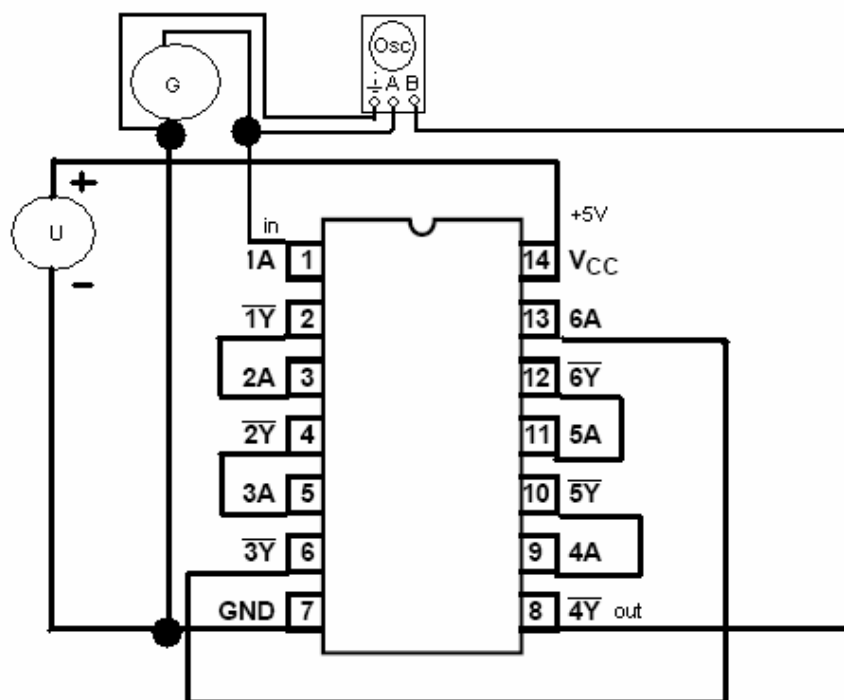 Osc
G
A B
+
U
-
in
+5V
1A 1 14 VCC
1Y 2 13 6A
2A 3 12 6Y
2Y 4 11 5A
3A 5 10 5Y
3Y 6 9 4A
GND 7 8 4Y out